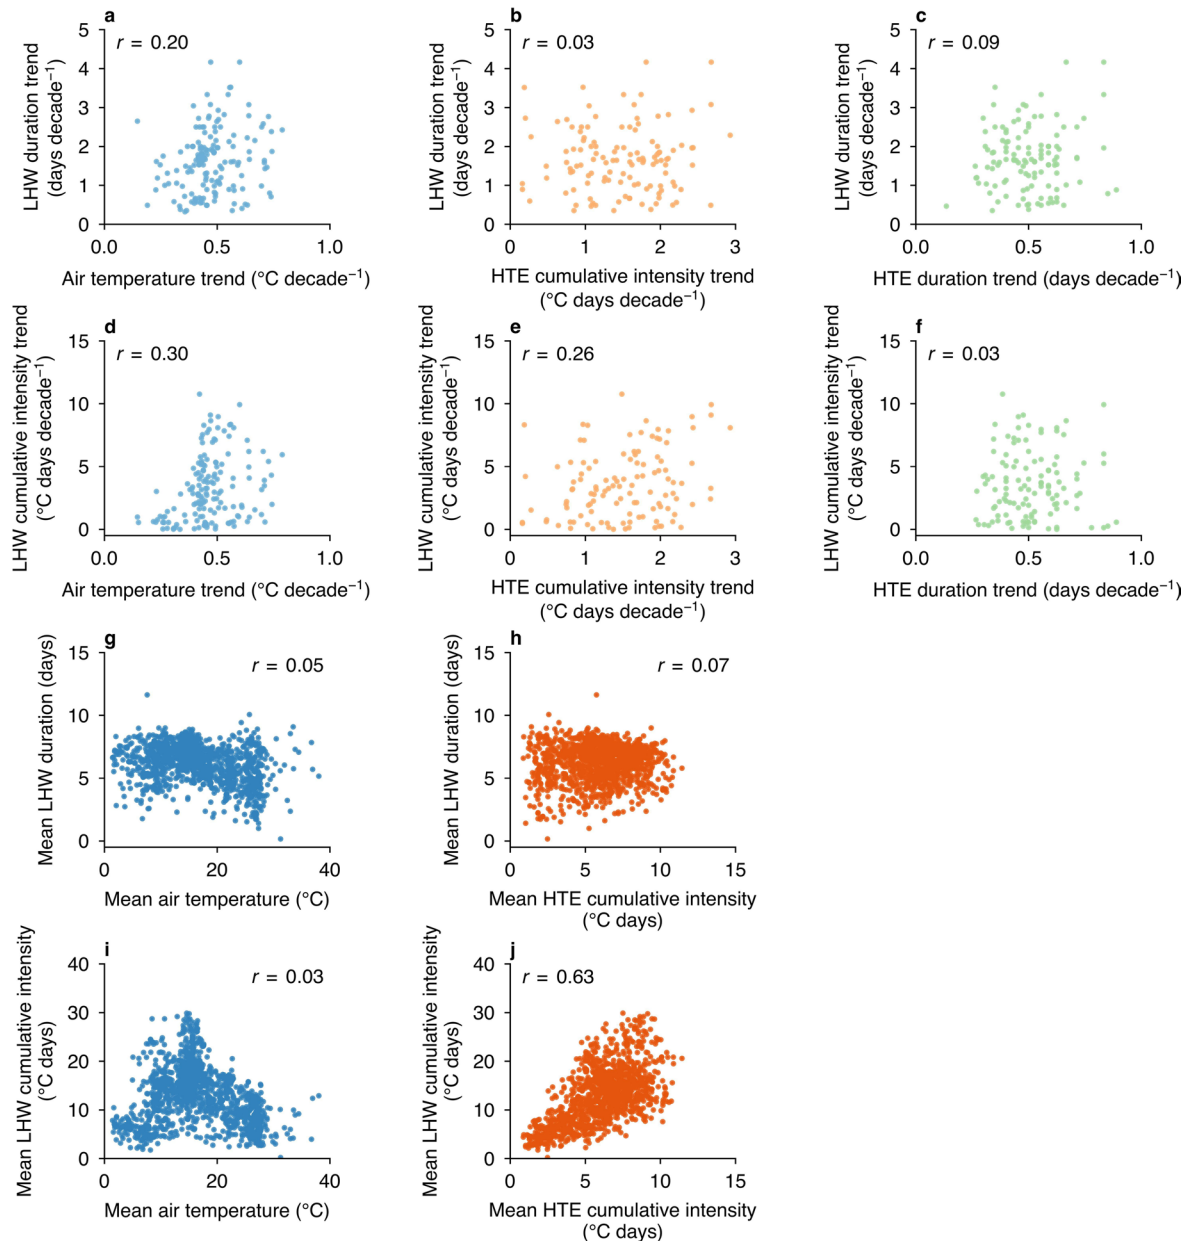 a
r = 0.20
LHW duration trend
(days decade⁻¹)
5
4
3
2
1
0
0.0 0.5 1.0
Air temperature trend (°C decade⁻¹)
b
r = 0.03
LHW duration trend
(days decade⁻¹)
5
4
3
2
1
0
0 1 2 3
HTE cumulative intensity trend
(°C days decade⁻¹)
c
r = 0.09
LHW duration trend
(days decade⁻¹)
5
4
3
2
1
0
0.0 0.5 1.0
HTE duration trend (days decade⁻¹)
d
r = 0.30
LHW cumulative intensity trend
(°C days decade⁻¹)
15
10
5
0
0.0 0.5 1.0
Air temperature trend (°C decade⁻¹)
e
r = 0.26
LHW cumulative intensity trend
(°C days decade⁻¹)
15
10
5
0
0 1 2 3
HTE cumulative intensity trend
(°C days decade⁻¹)
f
r = 0.03
LHW cumulative intensity trend
(°C days decade⁻¹)
15
10
5
0
0.0 0.5 1.0
HTE duration trend (days decade⁻¹)
g
r = 0.05
Mean LHW duration (days)
15
10
5
0
0 20 40
Mean air temperature (°C)
h
r = 0.07
Mean LHW duration (days)
15
10
5
0
0 5 10 15
Mean HTE cumulative intensity
(°C days)
i
r = 0.03
Mean LHW cumulative intensity
(°C days)
40
30
20
10
0
0 20 40
Mean air temperature (°C)
j
r = 0.63
Mean LHW cumulative intensity
(°C days)
40
30
20
10
0
0 5 10 15
Mean HTE cumulative intensity
(°C days)